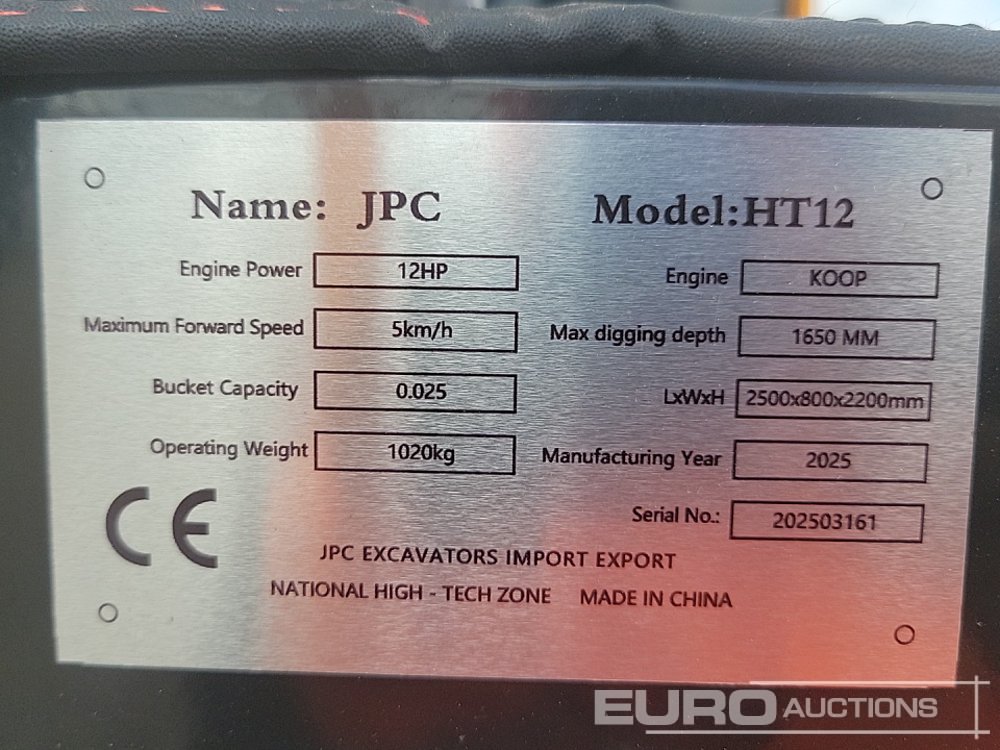 Name: JPC Model:HT12
Engine Power 12HP Engine KOOP
Maximum Forward Speed 5km/h Max digging depth 1650 MM
Bucket Capacity 0.025 LxWxH 2500x800x2200mm
Operating Weight 1020kg Manufacturing Year 2025
Serial No.: 202503161
CE
JPC EXCAVATORS IMPORT EXPORT
NATIONAL HIGH - TECH ZONE MADE IN CHINA
EURO AUCTIONS